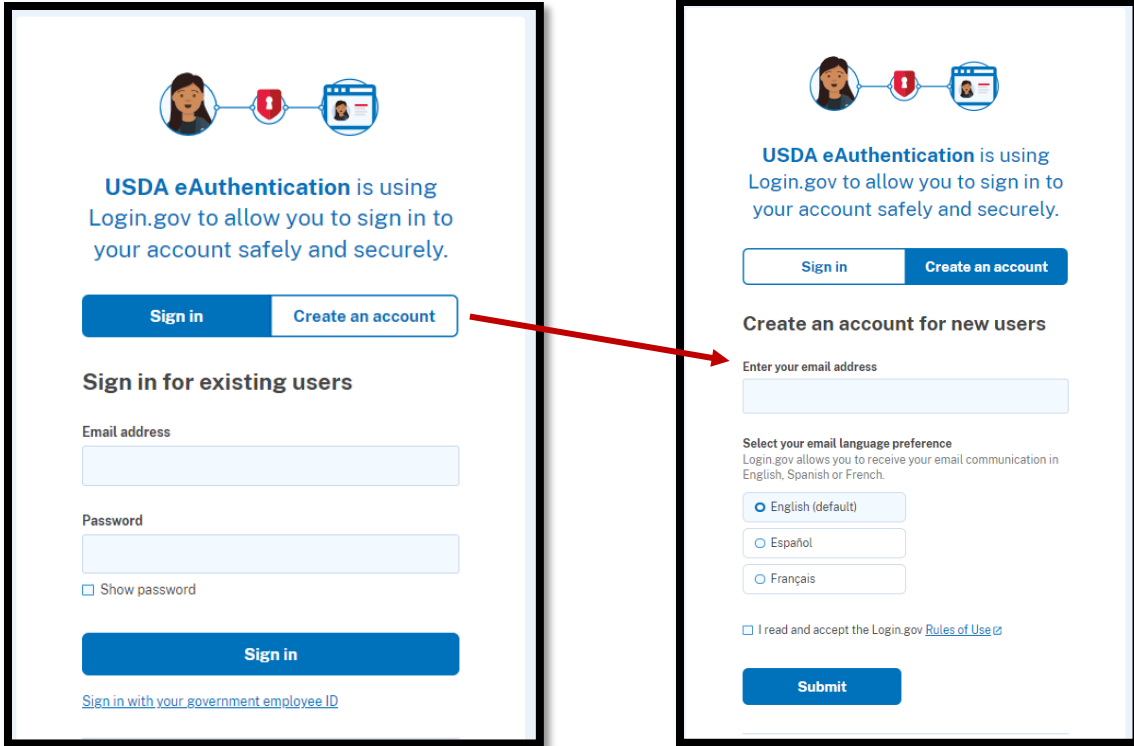 USDA eAuthentication is using
Login.gov to allow you to sign in to
your account safely and securely.
Sign in
Create an account
Sign in for existing users
Email address
Password
Show password
Sign in
Sign in with your government employee ID
USDA eAuthentication is using
Login.gov to allow you to sign in to
your account safely and securely.
Sign in
Create an account
Create an account for new users
Enter your email address
Select your email language preference
Login.gov allows you to receive your email communication in
English, Spanish or French.
English (default)
Español
Français
I read and accept the Login.gov Rules of Use
Submit